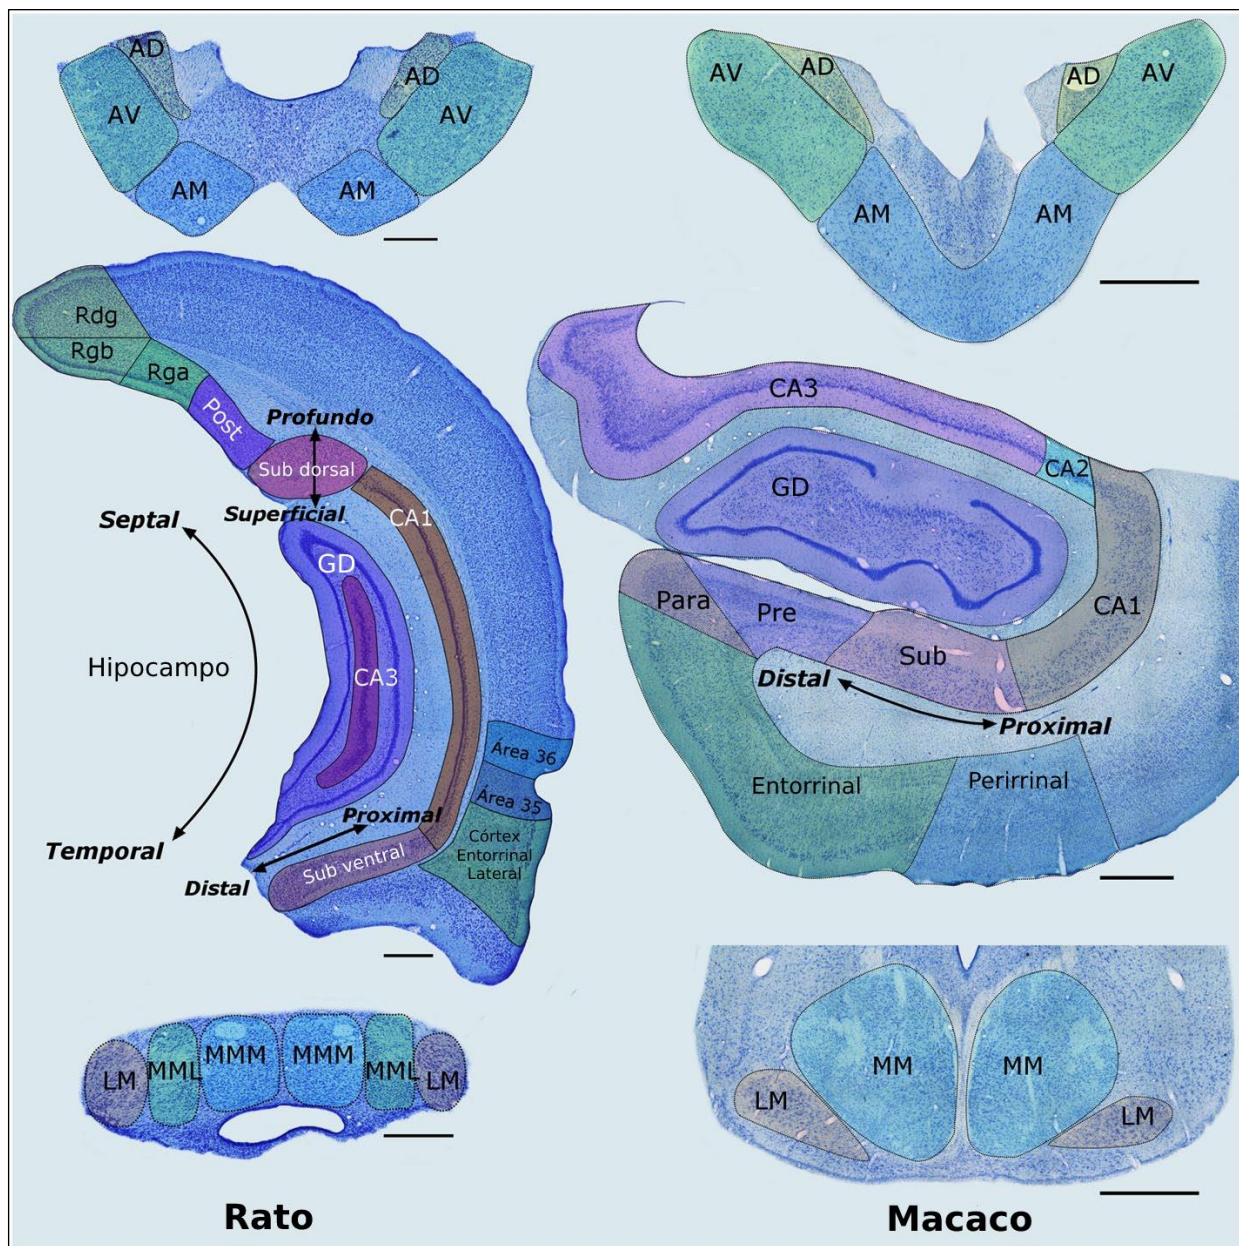 AD
AD
AV
AV
AM
AM
AV
AD
AD
AV
AM
AM
Rdg
Rgb
Rga
Post
Profundo
Sub dorsal
Superficial
CA1
Septal
GD
Hipocampo
CA3
Temporal
Proximal
Distal
Sub ventral
Área 36
Área 35
Córtex
Entorrinal
Lateral
CA3
CA2
GD
CA1
Para
Pre
Sub
Distal
Proximal
Entorrinal
Perirrinal
LM
MML
MMM
MMM
MML
LM
MM
MM
LM
LM
Rato
Macaco